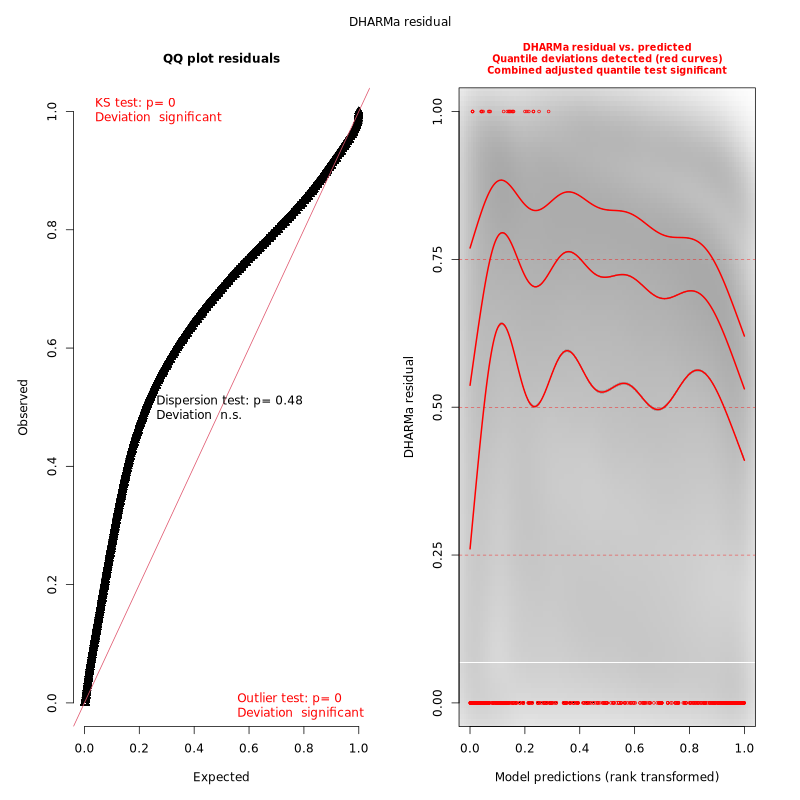 DHARMa residual
QQ plot residuals
KS test: p= 0
Deviation  significant
1.0
0.8
0.6
0.4
0.2
0.0
Observed
Dispersion test: p= 0.48
Deviation  n.s.
Outlier test: p= 0
Deviation  significant
0.0 0.2 0.4 0.6 0.8 1.0
Expected
DHARMa residual vs. predicted
Quantile deviations detected (red curves)
Combined adjusted quantile test significant
1.00
0.75
0.50
0.25
0.00
DHARMa residual
0.0 0.2 0.4 0.6 0.8 1.0
Model predictions (rank transformed)